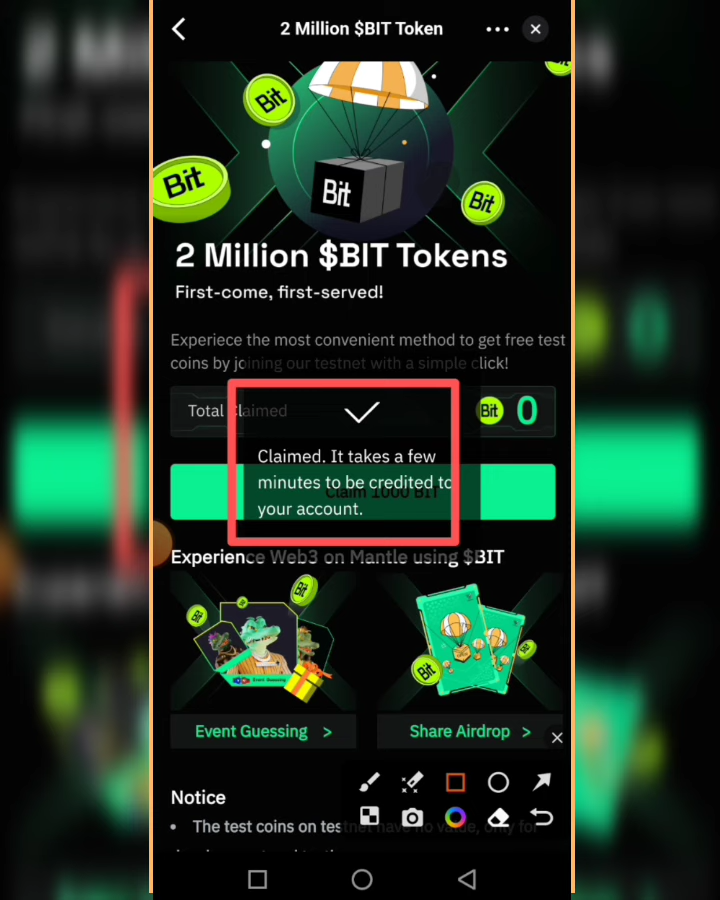 2 Million $BIT Token
Bit
Bit
Bit
Bit
2 Million $BIT Tokens
First-come, first-served!
Experiece the most convenient method to get free test
coins by joining our testnet with a simple click!
Total Claimed
Bit 0
Claimed. It takes a few
minutes to be credited to
your account.
Claim 1000 BIT
Experience Web3 on Mantle using $BIT
Bit
Bit
Bit
Event Guessing
Bit
Event Guessing >
Share Airdrop >
Notice
• The test coins on testnet have no value, only for